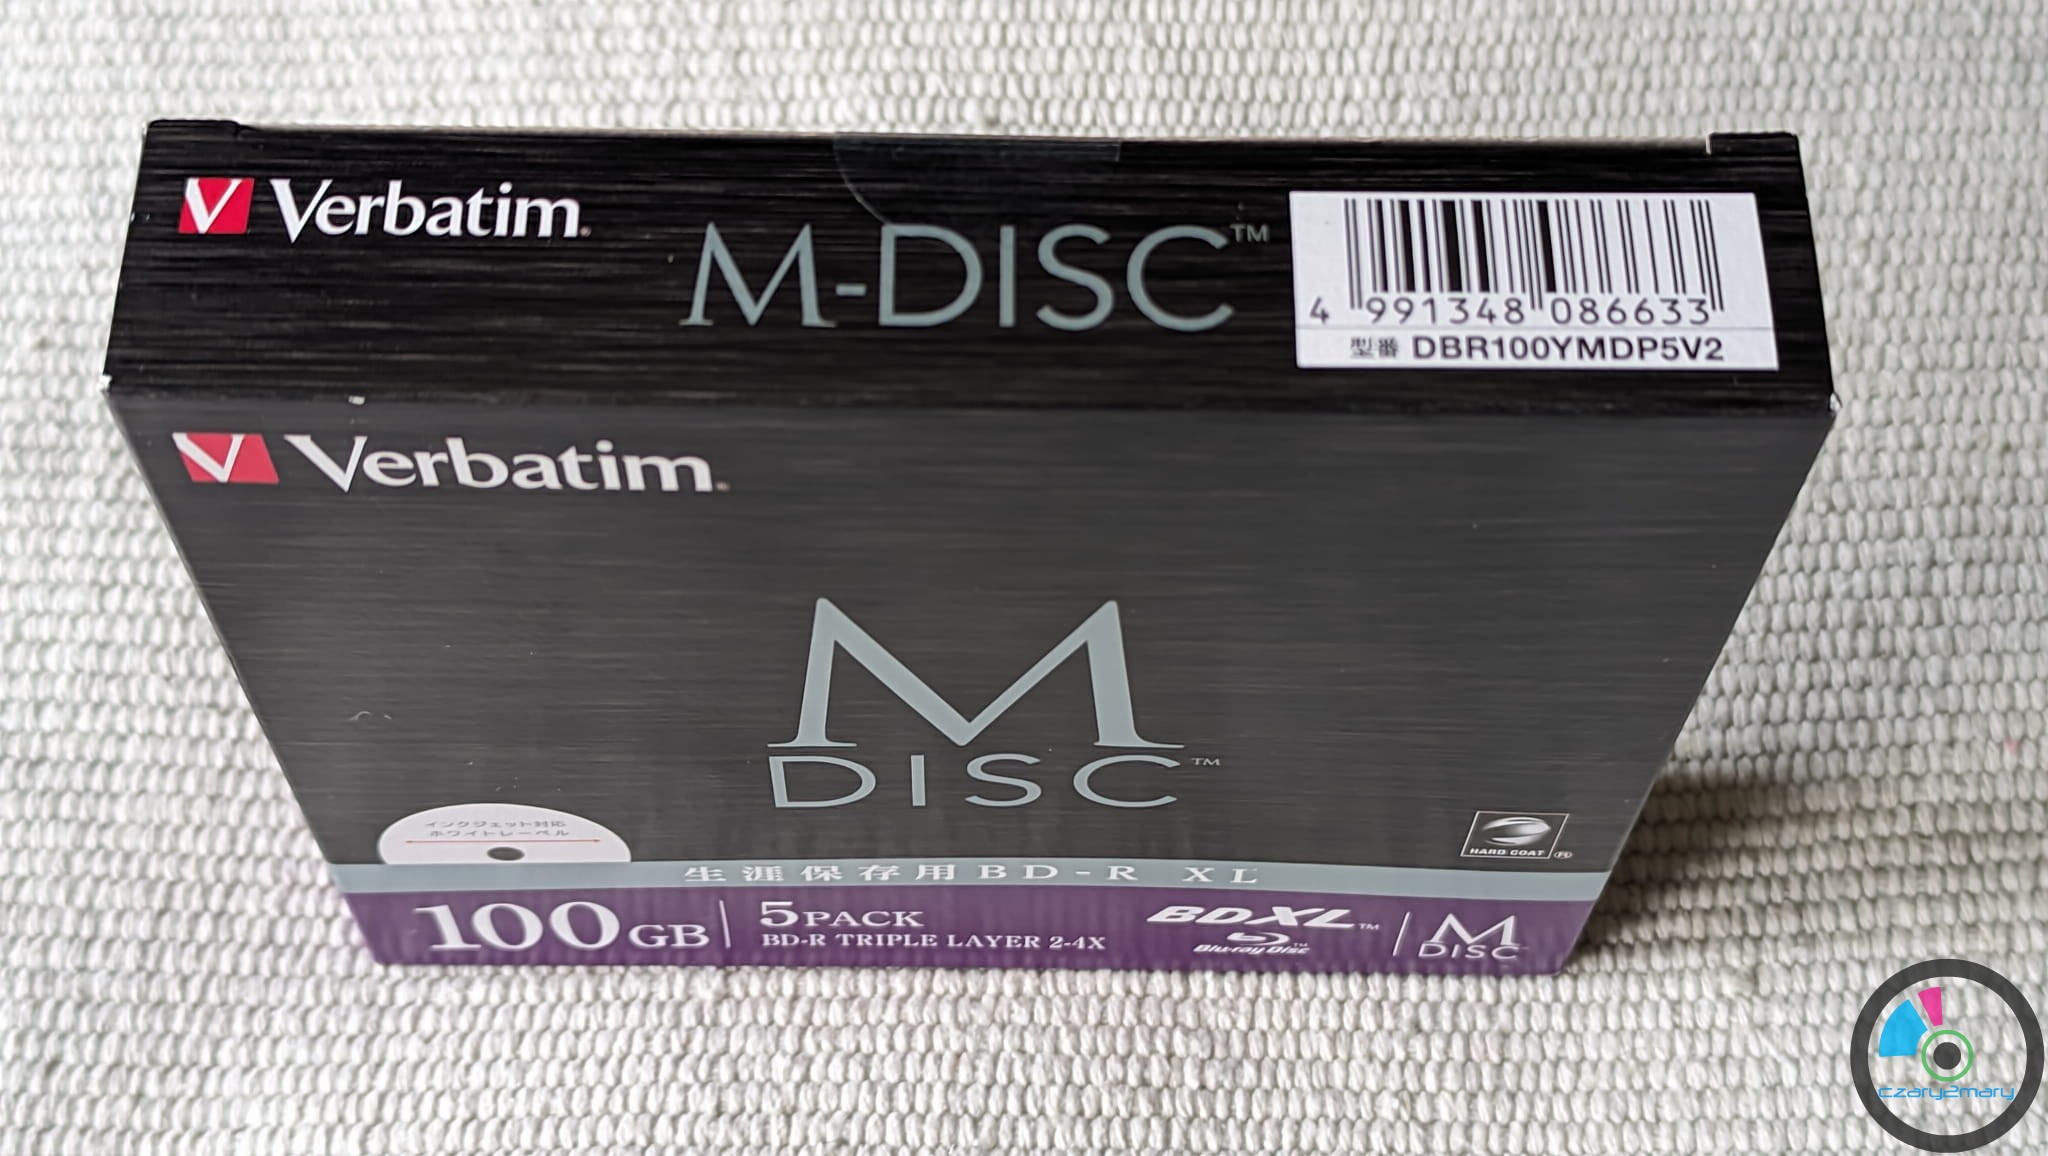 Verbatim®
M-DISC™
4 991348 086633
型番 DBR100YMDP5V2
Verbatim®
M
DISC™
インクジェット対応
ホワイトレーベル
HARD COAT ®
生涯保存用BD-R XL
100GB
5PACK
BD-R TRIPLE LAYER 2-4X
BDXL™
Blu-ray Disc™
M
DISC
czary2mary